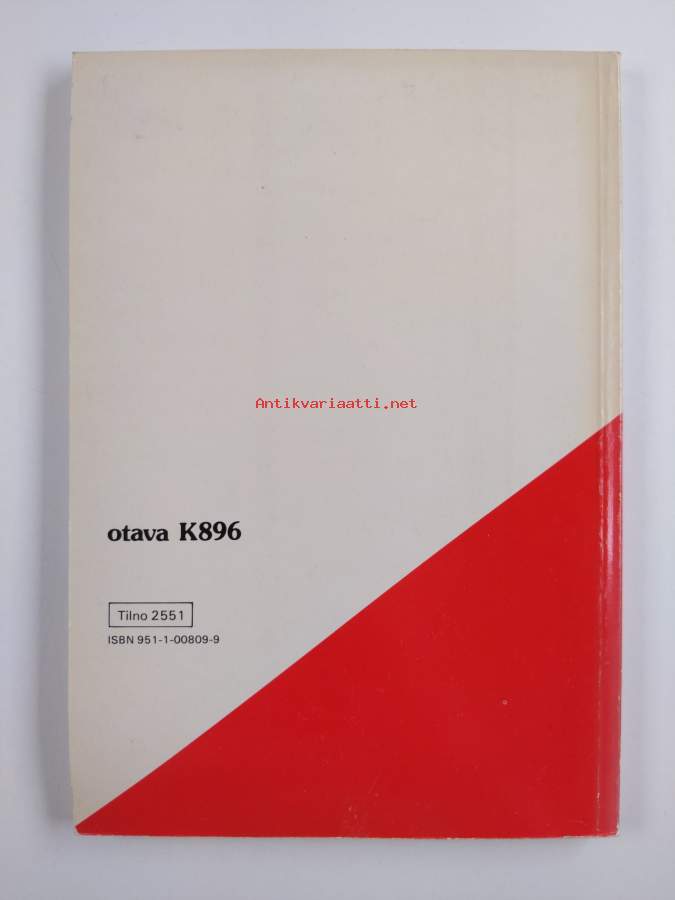 Antikvariaatti.net
otava K896
Tilno 2551
ISBN 951-1-00809-9